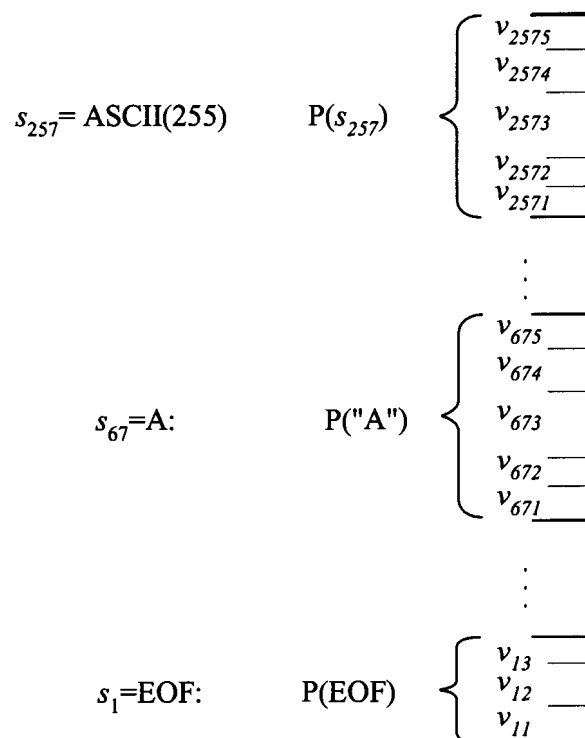 v2575
v2574
s257= ASCII(255) P(s257) v2573
v2572
v2571
v675
v674
s67=A: P("A") v673
v672
v671
v13
s1=EOF: P(EOF) v12
v11